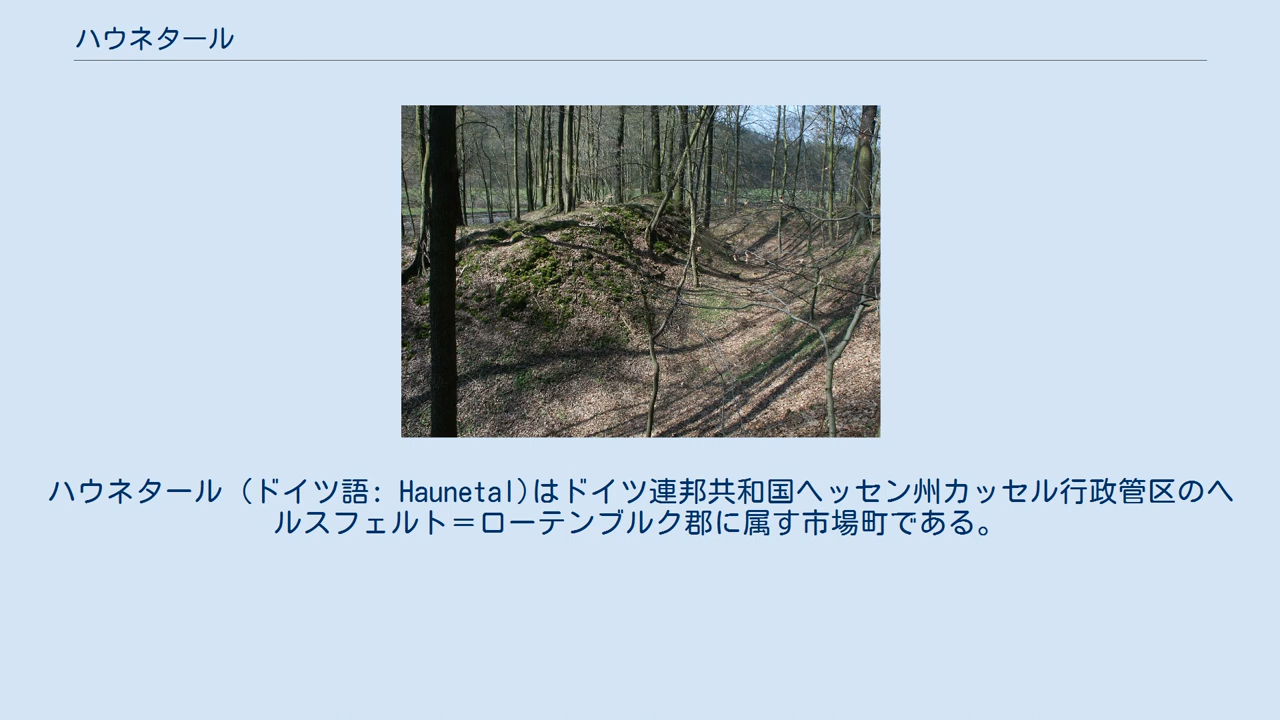 ハウネタール
ハウネタール (ドイツ語: Haunetal)はドイツ連邦共和国ヘッセン州カッセル行政管区のヘ
ルスフェルト＝ローテンブルク郡に属す市場町である。